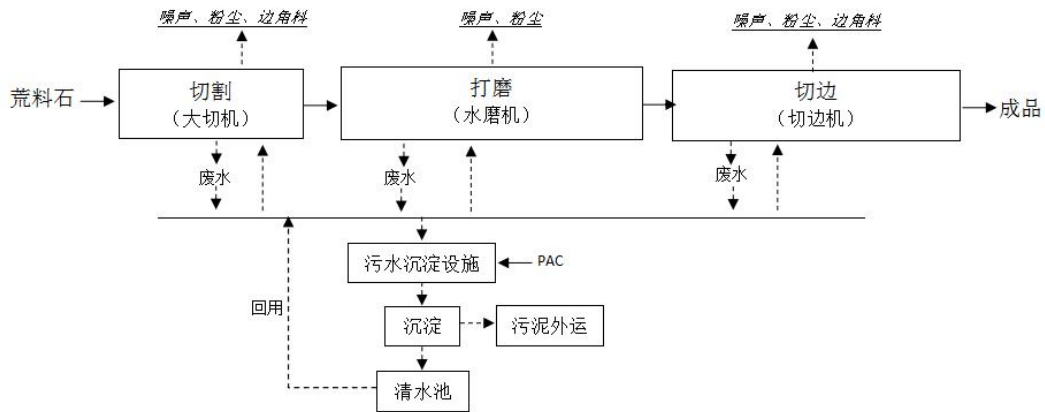 噪声、粉尘、边角料
噪声、粉尘
噪声、粉尘、边角料
荒料石
切割
（大切机）
打磨
（水磨机）
切边
（切边机）
成品
废水
废水
废水
污水沉淀设施
PAC
回用
沉淀
污泥外运
清水池